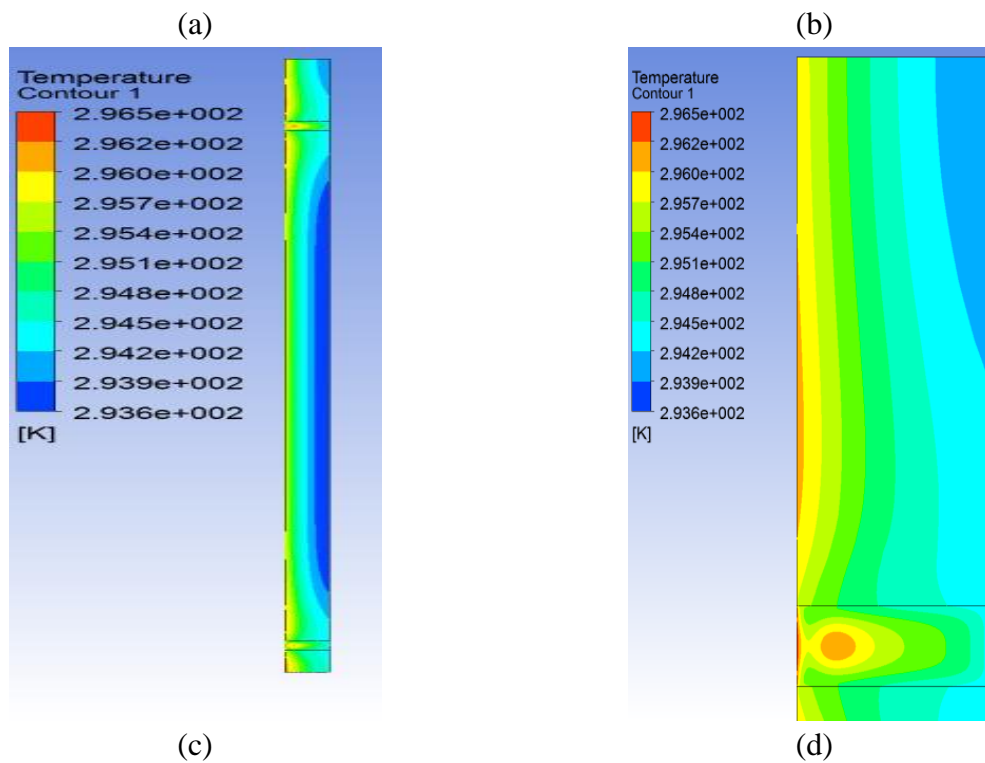 (a)
(b)
Temperature
Contour 1
2.965e+002
2.962e+002
2.960e+002
2.957e+002
2.954e+002
2.951e+002
2.948e+002
2.945e+002
2.942e+002
2.939e+002
2.936e+002
[K]
Temperature
Contour 1
2.965e+002
2.962e+002
2.960e+002
2.957e+002
2.954e+002
2.951e+002
2.948e+002
2.945e+002
2.942e+002
2.939e+002
2.936e+002
[K]
(c)
(d)